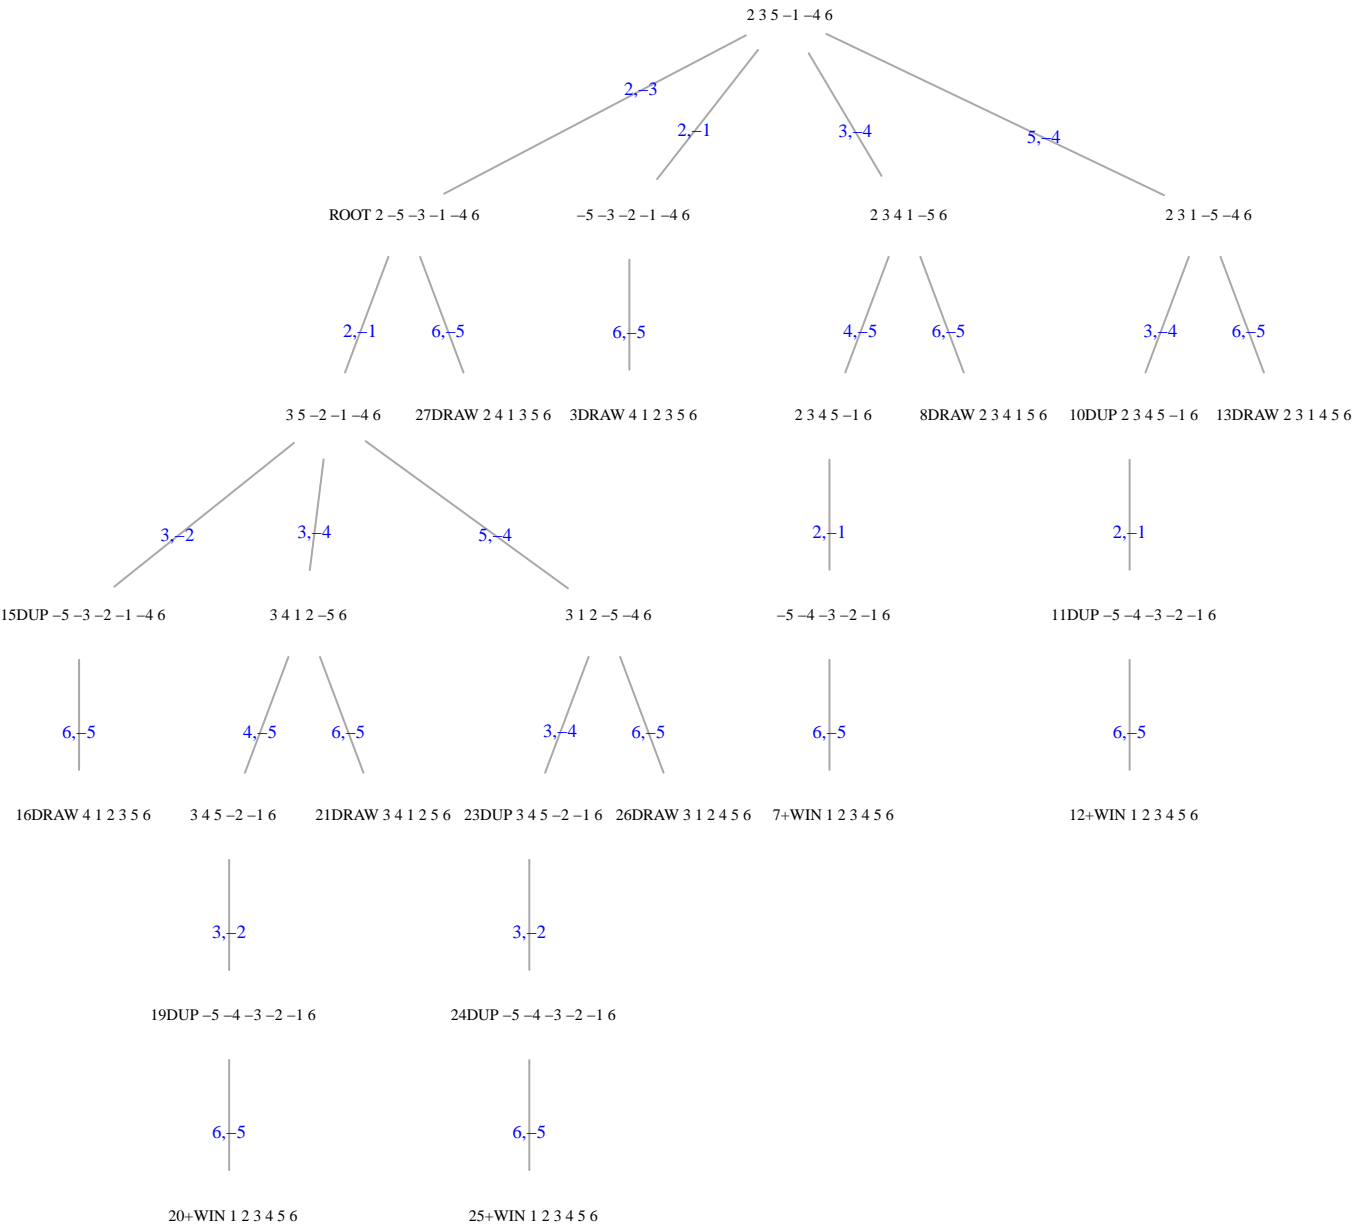 2 3 5 −1 −4 6
2,−3
2,−1
3,−4
5,−4
ROOT 2 −5 −3 −1 −4 6
−5 −3 −2 −1 −4 6
2 3 4 1 −5 6
2 3 1 −5 −4 6
2,−1
6,−5
6,−5
4,−5
6,−5
3,−4
6,−5
3 5 −2 −1 −4 6
27DRAW 2 4 1 3 5 6
3DRAW 4 1 2 3 5 6
2 3 4 5 −1 6
8DRAW 2 3 4 1 5 6
10DUP 2 3 4 5 −1 6
13DRAW 2 3 1 4 5 6
3,−2
3,−4
5,−4
2,−1
2,−1
15DUP −5 −3 −2 −1 −4 6
3 4 1 2 −5 6
3 1 2 −5 −4 6
−5 −4 −3 −2 −1 6
11DUP −5 −4 −3 −2 −1 6
6,−5
4,−5
6,−5
3,−4
6,−5
6,−5
6,−5
16DRAW 4 1 2 3 5 6
3 4 5 −2 −1 6
21DRAW 3 4 1 2 5 6
23DUP 3 4 5 −2 −1 6
26DRAW 3 1 2 4 5 6
7+WIN 1 2 3 4 5 6
12+WIN 1 2 3 4 5 6
3,−2
3,−2
19DUP −5 −4 −3 −2 −1 6
24DUP −5 −4 −3 −2 −1 6
6,−5
6,−5
20+WIN 1 2 3 4 5 6
25+WIN 1 2 3 4 5 6